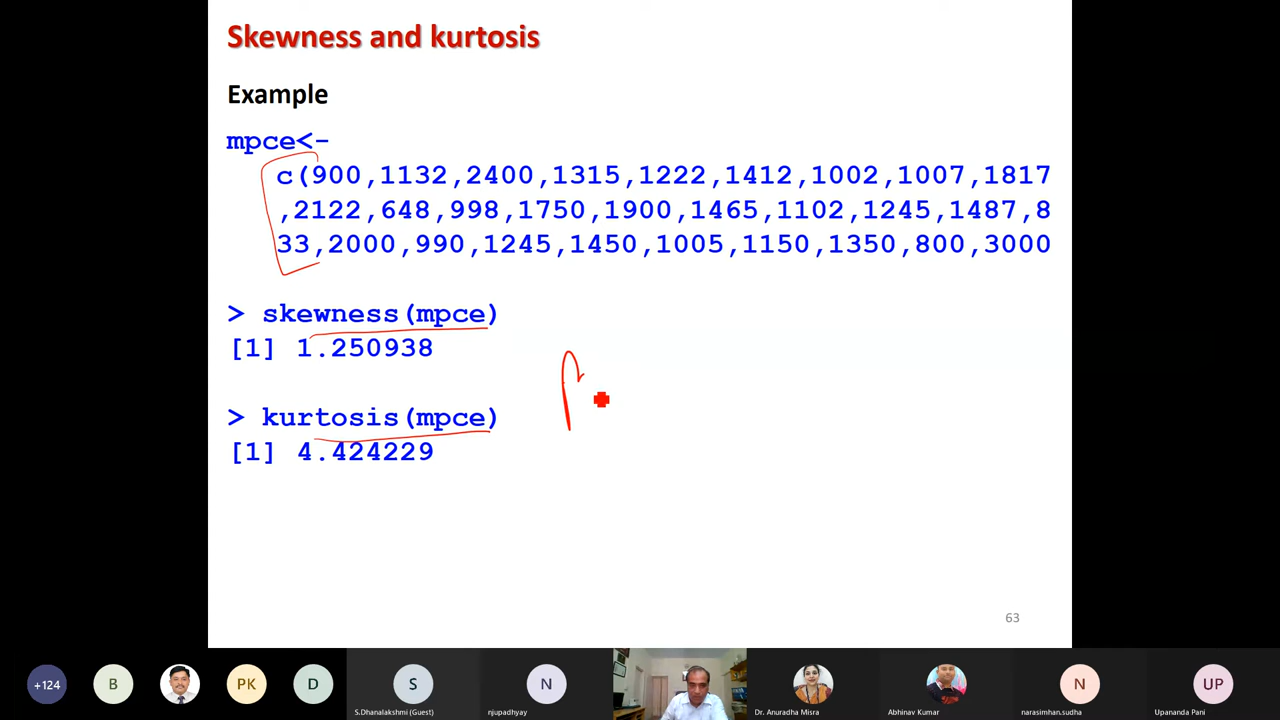 Skewness and kurtosis
Example
mpce<-
c(900,1132,2400,1315,1222,1412,1002,1007,1817
,2122,648,998,1750,1900,1465,1102,1245,1487,8
33,2000,990,1245,1450,1005,1150,1350,800,3000
> skewness(mpce)
[1] 1.250938
> kurtosis(mpce)
[1] 4.424229
63
+124 B PK D S N N UP
S.Dhanalakshmi (Guest) njupadhyay Dr. Anuradha Misra Abhinav Kumar narasimhan.sudha Upananda Pani